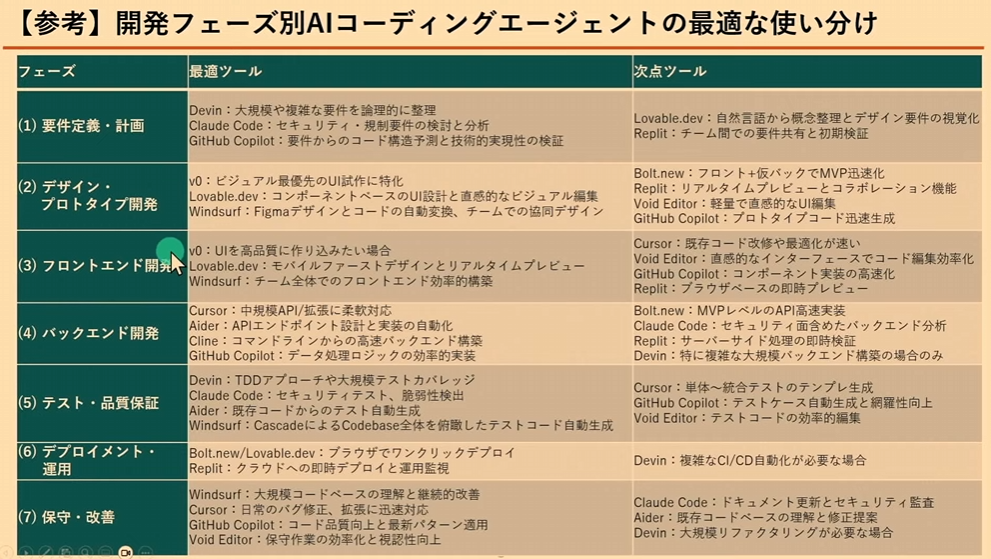 【参考】開発フェーズ別AIコーディングエージェントの最適な使い分け
フェーズ
最適ツール
次点ツール
(1) 要件定義・計画
Devin：大規模や複雑な要件を論理的に整理
Claude Code：セキュリティ・規制要件の検討と分析
GitHub Copilot：要件からのコード構造予測と技術的実現性の検証
Lovable.dev：自然言語から概念整理とデザイン要件の視覚化
Replit：チーム間での要件共有と初期検証
(2) デザイン・
プロトタイプ開発
v0：ビジュアル最優先のUI試作に特化
Lovable.dev：コンポーネントベースのUI設計と直感的なビジュアル編集
Windsurf：Figmaデザインとコードの自動変換、チームでの協同デザイン
Bolt.new：フロント+仮バックでMVP迅速化
Replit：リアルタイムプレビューとコラボレーション機能
Void Editor：軽量で直感的なUI編集
GitHub Copilot：プロトタイプコード迅速生成
(3) フロントエンド開発
v0：UIを高品質に作り込みたい場合
Lovable.dev：モバイルファーストデザインとリアルタイムプレビュー
Windsurf：チーム全体でのフロントエンド効率的構築
Cursor：既存コード改修や最適化が速い
Void Editor：直感的なインターフェースでコード編集効率化
GitHub Copilot：コンポーネント実装の高速化
Replit：ブラウザベースの即時プレビュー
(4) バックエンド開発
Cursor：中規模API/拡張に柔軟対応
Aider：APIエンドポイント設計と実装の自動化
Cline：コマンドラインからの高速バックエンド構築
GitHub Copilot：データ処理ロジックの効率的実装
Bolt.new：MVPレベルのAPI高速実装
Claude Code：セキュリティ面含めたバックエンド分析
Replit：サーバーサイド処理の即時検証
Devin：特に複雑な大規模バックエンド構築の場合のみ
(5) テスト・品質保証
Devin：TDDアプローチや大規模テストカバレッジ
Claude Code：セキュリティテスト、脆弱性検出
Aider：既存コードからのテスト自動生成
Windsurf：CascadeによるCodebase全体を俯瞰したテストコード自動生成
Cursor：単体～統合テストのテンプレ生成
GitHub Copilot：テストケース自動生成と網羅性向上
Void Editor：テストコードの効率的編集
(6) デプロイメント・
運用
Bolt.new/Lovable.dev：ブラウザでワンクリックデプロイ
Replit：クラウドへの即時デプロイと運用監視
Devin：複雑なCI/CD自動化が必要な場合
(7) 保守・改善
Windsurf：大規模コードベースの理解と継続的改善
Cursor：日常のバグ修正、拡張に迅速対応
GitHub Copilot：コード品質向上と最新パターン適用
Void Editor：保守作業の効率化と視認性向上
Claude Code：ドキュメント更新とセキュリティ監査
Aider：既存コードベースの理解と修正提案
Devin：大規模リファクタリングが必要な場合